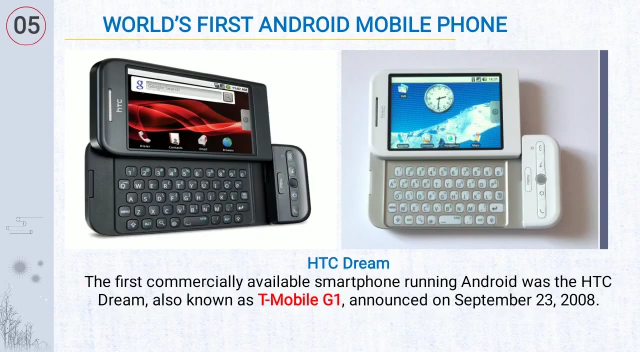 05
WORLD'S FIRST ANDROID MOBILE PHONE
hTC
HTC Dream
The first commercially available smartphone running Android was the HTC
Dream, also known as T-Mobile G1, announced on September 23, 2008.